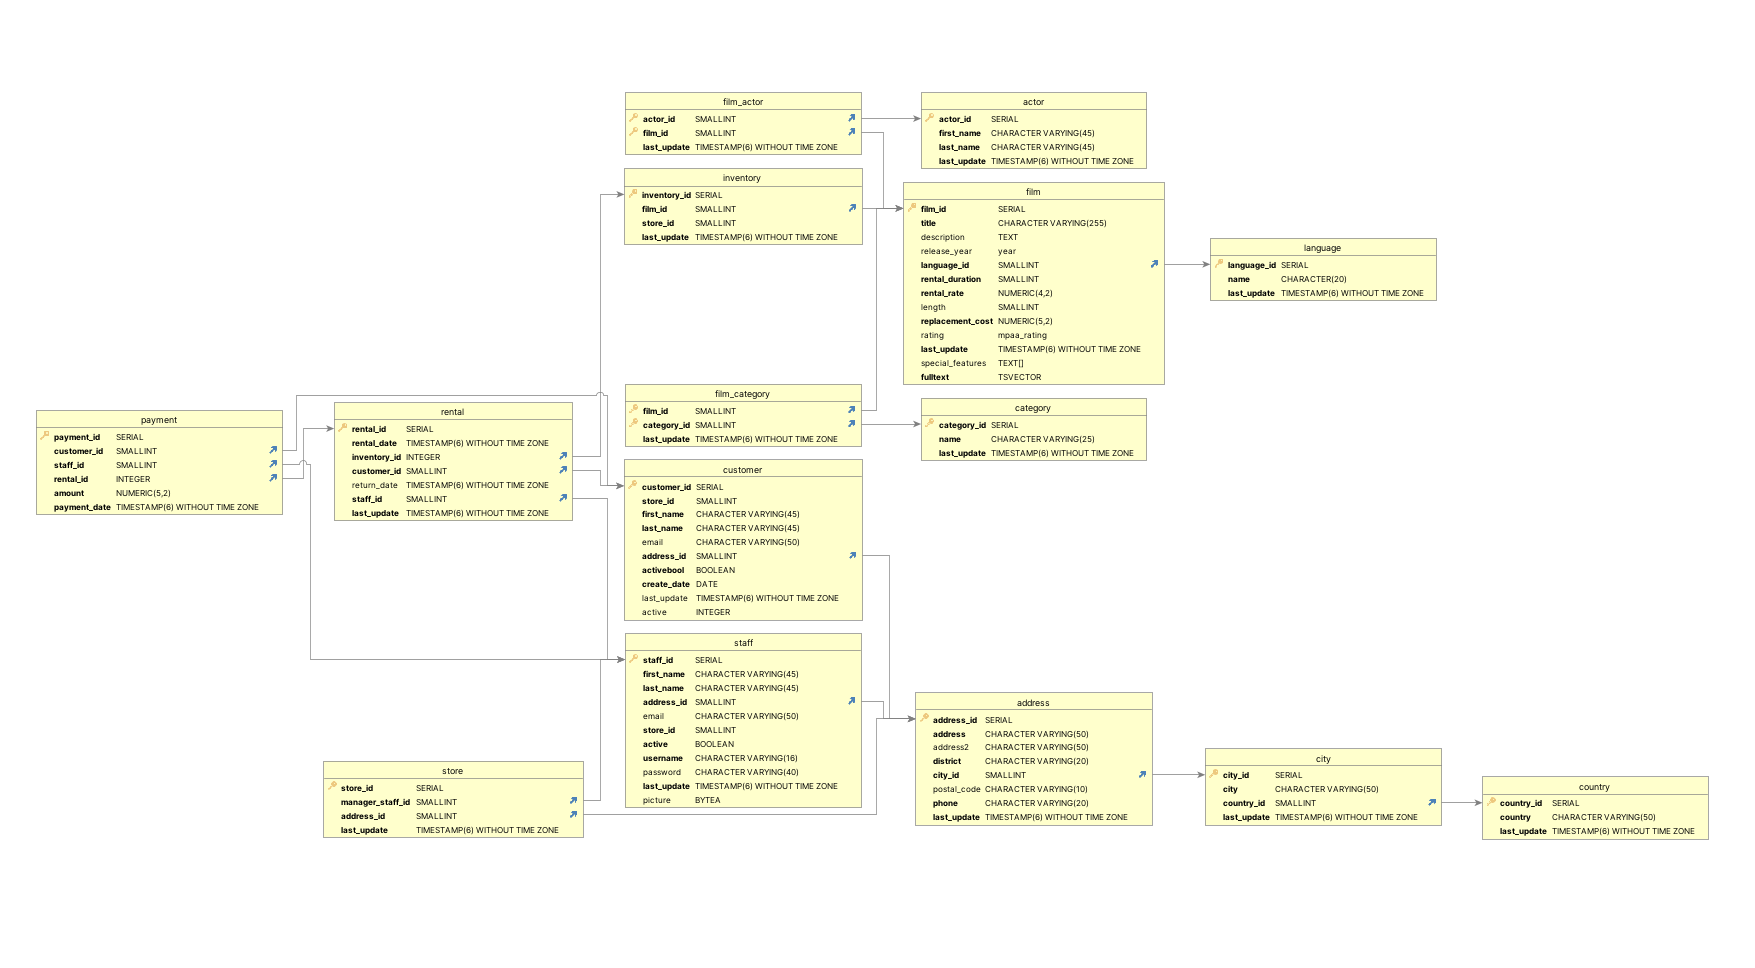 film_actor
actor_id SMALLINT
film_id SMALLINT
last_update TIMESTAMP(6) WITHOUT TIME ZONE
actor
actor_id SERIAL
first_name CHARACTER VARYING(45)
last_name CHARACTER VARYING(45)
last_update TIMESTAMP(6) WITHOUT TIME ZONE
inventory
inventory_id SERIAL
film_id SMALLINT
store_id SMALLINT
last_update TIMESTAMP(6) WITHOUT TIME ZONE
film
film_id SERIAL
title CHARACTER VARYING(255)
description TEXT
release_year year
language_id SMALLINT
rental_duration SMALLINT
rental_rate NUMERIC(4,2)
length SMALLINT
replacement_cost NUMERIC(5,2)
rating mpaa_rating
last_update TIMESTAMP(6) WITHOUT TIME ZONE
special_features TEXT[]
fulltext TSVECTOR
language
language_id SERIAL
name CHARACTER(20)
last_update TIMESTAMP(6) WITHOUT TIME ZONE
payment
payment_id SERIAL
customer_id SMALLINT
staff_id SMALLINT
rental_id INTEGER
amount NUMERIC(5,2)
payment_date TIMESTAMP(6) WITHOUT TIME ZONE
rental
rental_id SERIAL
rental_date TIMESTAMP(6) WITHOUT TIME ZONE
inventory_id INTEGER
customer_id SMALLINT
return_date TIMESTAMP(6) WITHOUT TIME ZONE
staff_id SMALLINT
last_update TIMESTAMP(6) WITHOUT TIME ZONE
film_category
film_id SMALLINT
category_id SMALLINT
last_update TIMESTAMP(6) WITHOUT TIME ZONE
category
category_id SERIAL
name CHARACTER VARYING(25)
last_update TIMESTAMP(6) WITHOUT TIME ZONE
customer
customer_id SERIAL
store_id SMALLINT
first_name CHARACTER VARYING(45)
last_name CHARACTER VARYING(45)
email CHARACTER VARYING(50)
address_id SMALLINT
activebool BOOLEAN
create_date DATE
last_update TIMESTAMP(6) WITHOUT TIME ZONE
active INTEGER
staff
staff_id SERIAL
first_name CHARACTER VARYING(45)
last_name CHARACTER VARYING(45)
address_id SMALLINT
email CHARACTER VARYING(50)
store_id SMALLINT
active BOOLEAN
username CHARACTER VARYING(16)
password CHARACTER VARYING(40)
last_update TIMESTAMP(6) WITHOUT TIME ZONE
picture BYTEA
store
store_id SERIAL
manager_staff_id SMALLINT
address_id SMALLINT
last_update TIMESTAMP(6) WITHOUT TIME ZONE
address
address_id SERIAL
address CHARACTER VARYING(50)
address2 CHARACTER VARYING(50)
district CHARACTER VARYING(20)
city_id SMALLINT
postal_code CHARACTER VARYING(10)
phone CHARACTER VARYING(20)
last_update TIMESTAMP(6) WITHOUT TIME ZONE
city
city_id SERIAL
city CHARACTER VARYING(50)
country_id SMALLINT
last_update TIMESTAMP(6) WITHOUT TIME ZONE
country
country_id SERIAL
country CHARACTER VARYING(50)
last_update TIMESTAMP(6) WITHOUT TIME ZONE